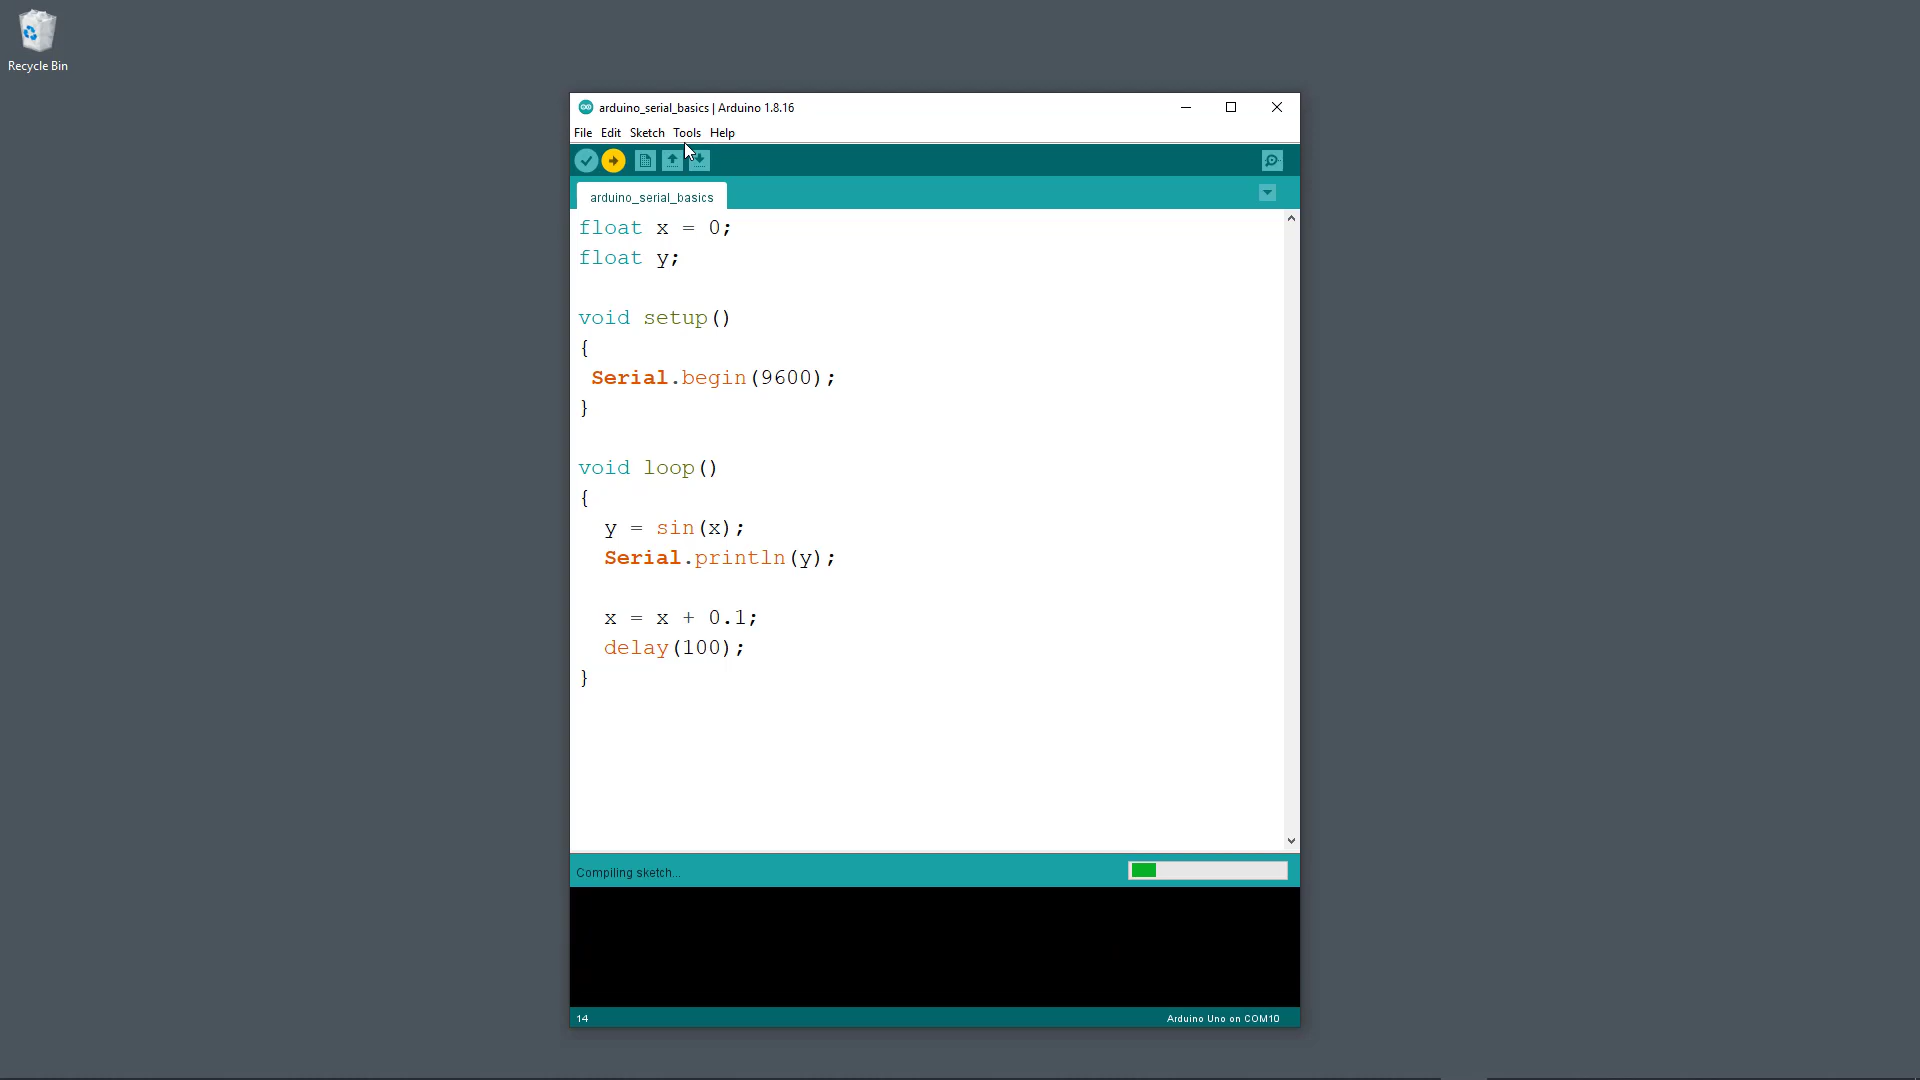 Recycle Bin
arduino_serial_basics | Arduino 1.8.16
File Edit Sketch Tools Help
arduino_serial_basics
float x = 0;
float y;
void setup()
{
Serial.begin(9600);
}
void loop()
{
y = sin(x);
Serial.println(y);
x = x + 0.1;
delay(100);
}
Compiling sketch...
14
Arduino Uno on COM10